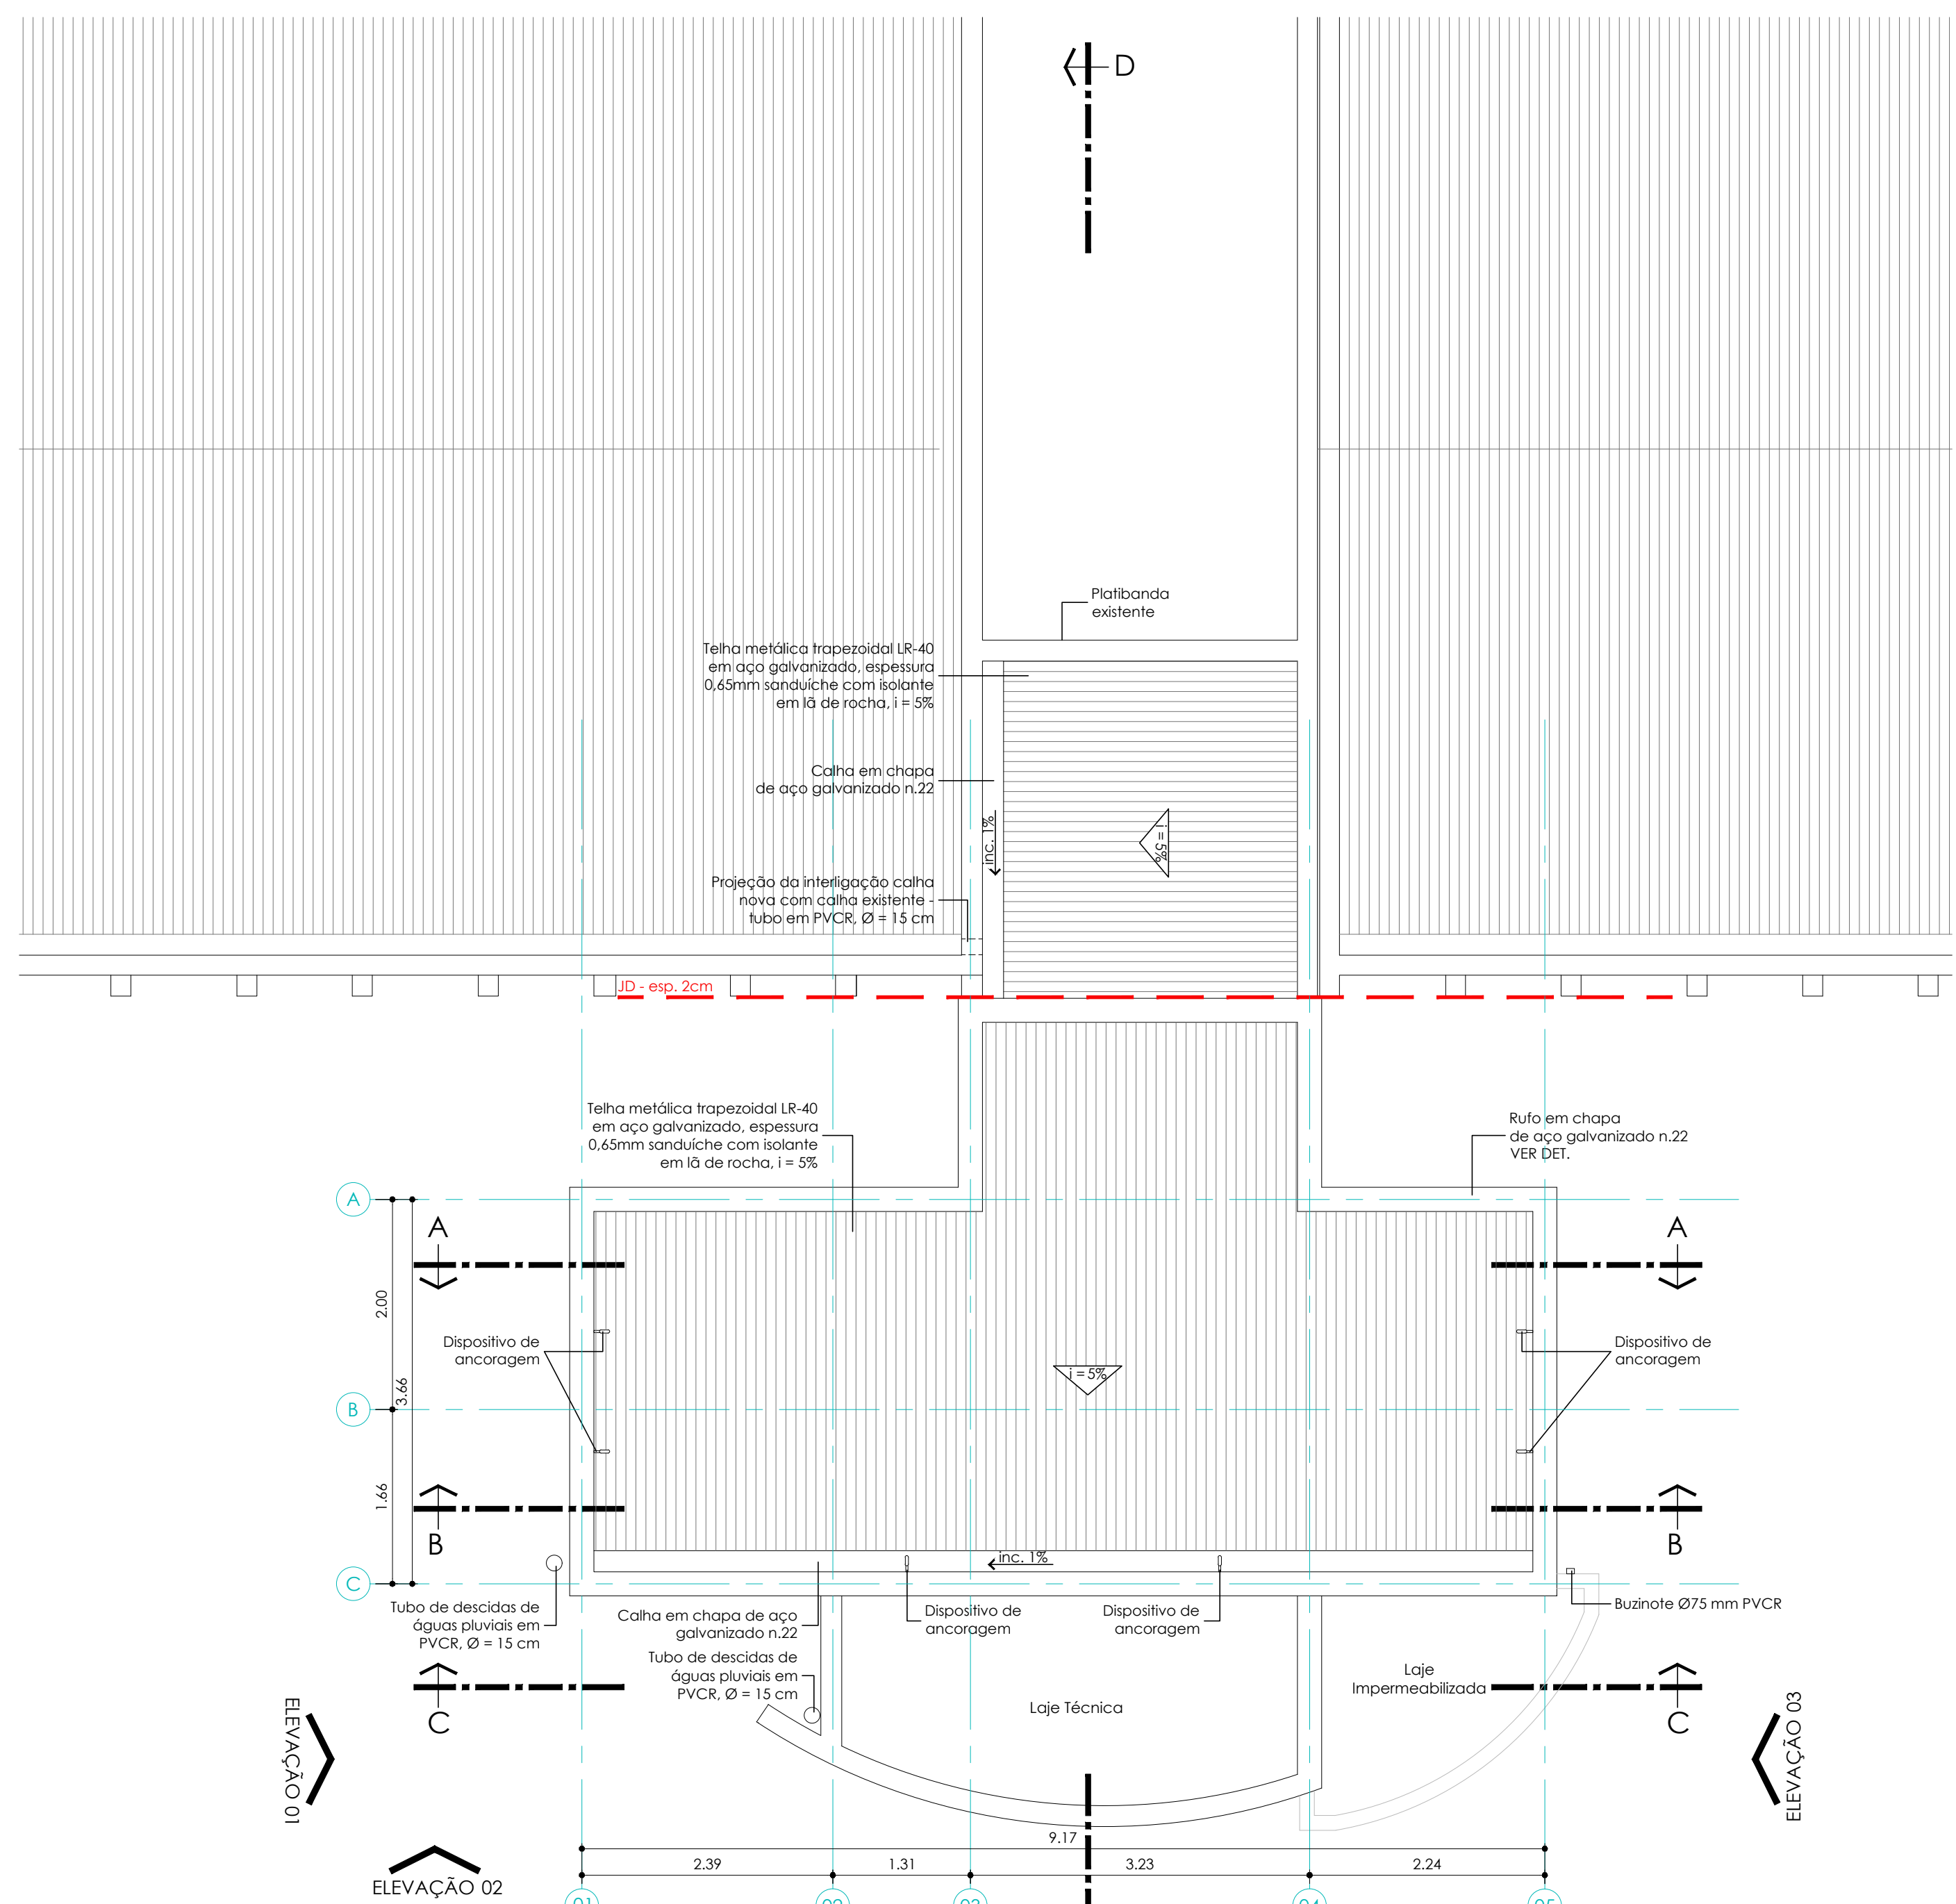 D
Platibanda
existente
Telha metálica trapezoidal LR-40
em aço galvanizado, espessura
0,65mm sanduíche com isolante
em lã de rocha, i = 5%
Calha em chapa
de aço galvanizado n.22
inc. 1%
i = 5%
Projeção da interligação calha
nova com calha existente -
tubo em PVCR, Ø = 15 cm
JD - esp. 2cm
Telha metálica trapezoidal LR-40
em aço galvanizado, espessura
0,65mm sanduíche com isolante
em lã de rocha, i = 5%
Rufo em chapa
de aço galvanizado n.22
VER DET.
A
A
A
2.00
3.66
Dispositivo de
ancoragem
i = 5%
Dispositivo de
ancoragem
B
1.66
B
B
inc. 1%
C
Tubo de descidas de
águas pluviais em
PVCR, Ø = 15 cm
Calha em chapa de aço
galvanizado n.22
Dispositivo de
ancoragem
Dispositivo de
ancoragem
Buzinote Ø75 mm PVCR
Tubo de descidas de
águas pluviais em
PVCR, Ø = 15 cm
Laje Técnica
Laje
Impermeabilizada
C
C
ELEVAÇÃO 01
ELEVAÇÃO 03
9.17
2.39
1.31
3.23
2.24
ELEVAÇÃO 02
01
02
03
04
05